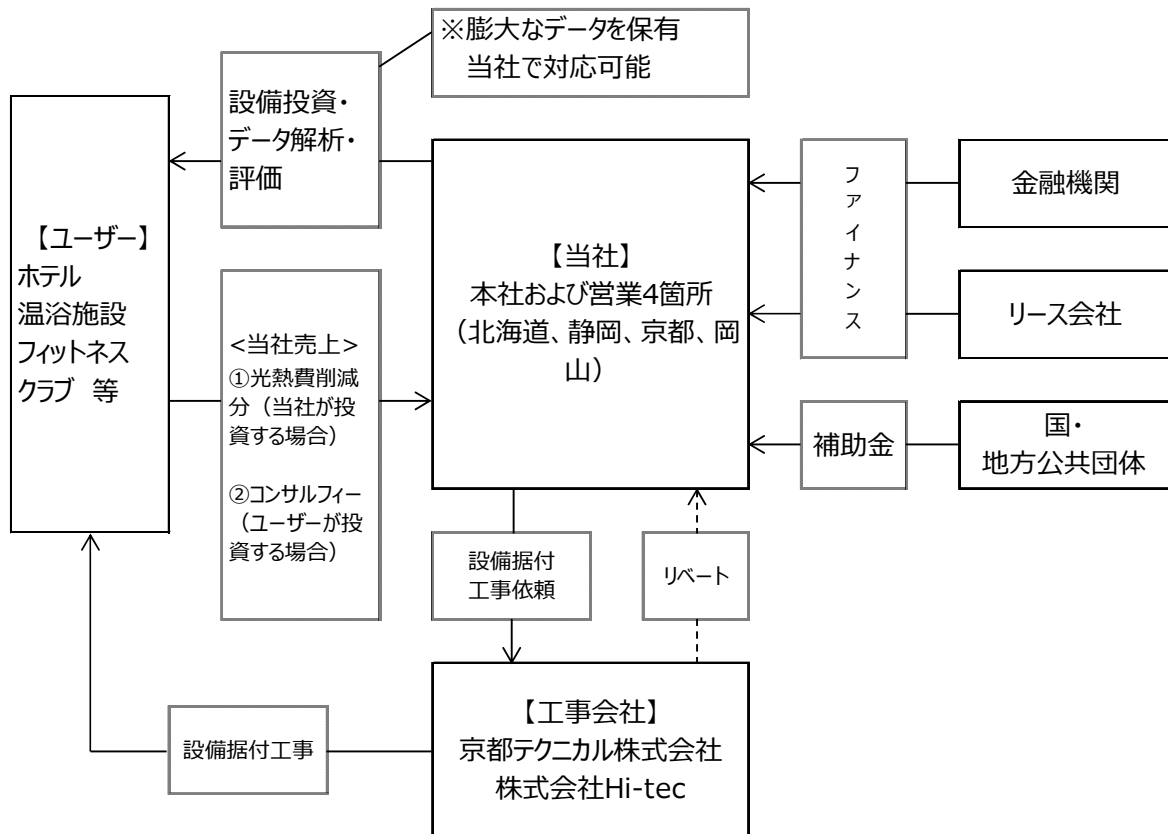 ※膨大なデータを保有
当社で対応可能
設備投資・
データ解析・
評価
【ユーザー】
ホテル
温浴施設
フィットネス
クラブ 等
<当社売上>
①光熱費削減
分（当社が投
資する場合）
②コンサルフィー
（ユーザーが投
資する場合）
【当社】
本社および営業4箇所
（北海道、静岡、京都、岡
山）
ファイナンス
金融機関
リース会社
補助金
国・
地方公共団体
設備据付
工事依頼
リベート
設備据付工事
【工事会社】
京都テクニカル株式会社
株式会社Hi-tec